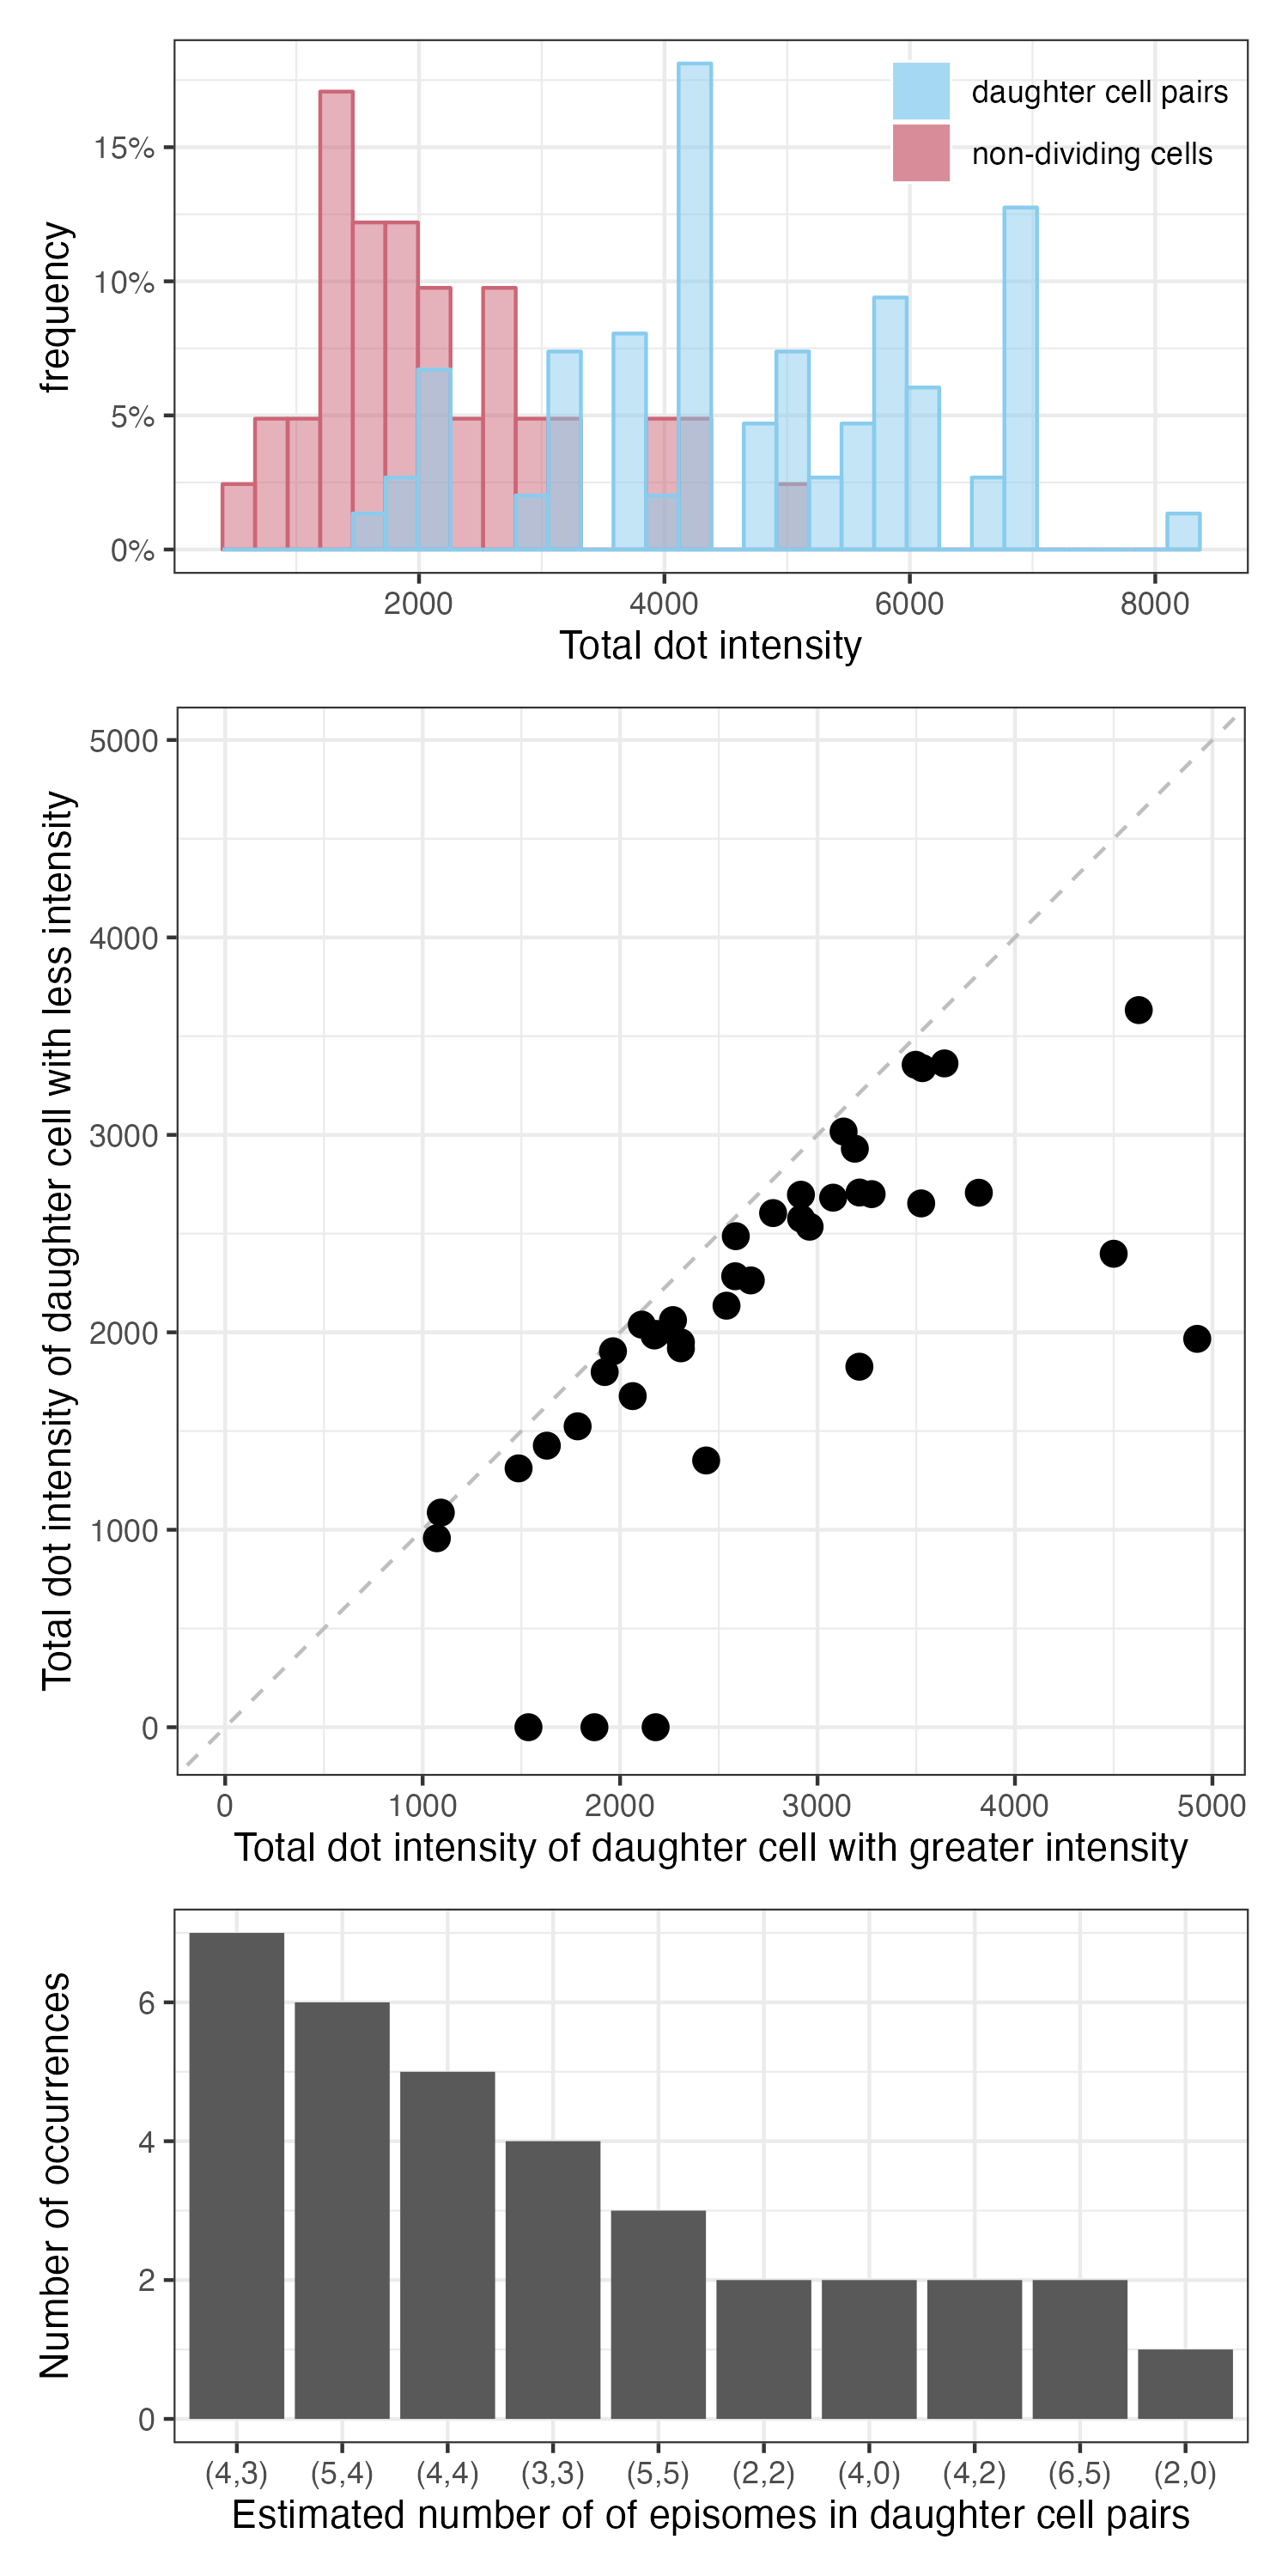 daughter cell pairs
non-dividing cells
frequency
15%
10%
5%
0%
2000 4000 6000 8000
Total dot intensity
Total dot intensity of daughter cell with less intensity
5000
4000
3000
2000
1000
0
0 1000 2000 3000 4000 5000
Total dot intensity of daughter cell with greater intensity
Number of occurrences
6
4
2
0
(4,3) (5,4) (4,4) (3,3) (5,5) (2,2) (4,0) (4,2) (6,5) (2,0)
Estimated number of of episomes in daughter cell pairs